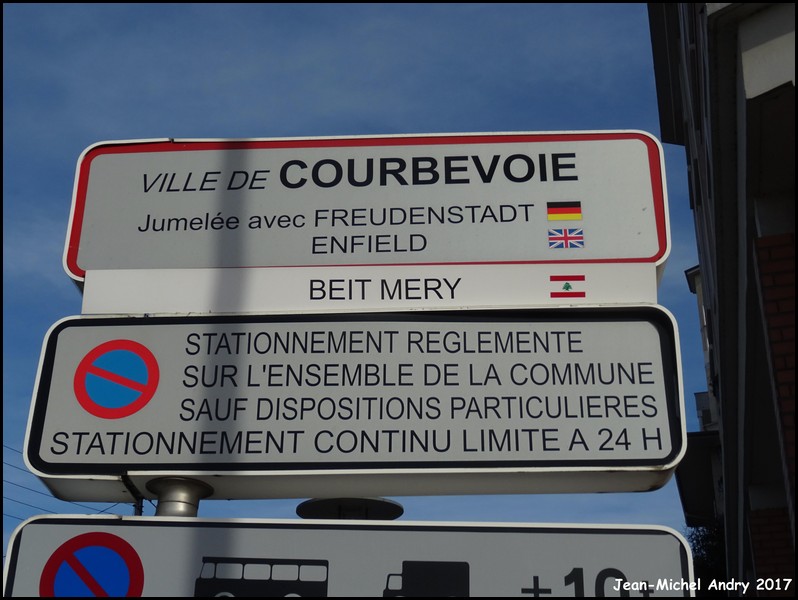 VILLE DE COURBEVOIE
Jumelée avec FREUDENSTADT
ENFIELD
BEIT MERY
STATIONNEMENT REGLEMENTE
SUR L'ENSEMBLE DE LA COMMUNE
SAUF DISPOSITIONS PARTICULIERES
STATIONNEMENT CONTINU LIMITE A 24 H
+10
Jean-Michel Andry 2017